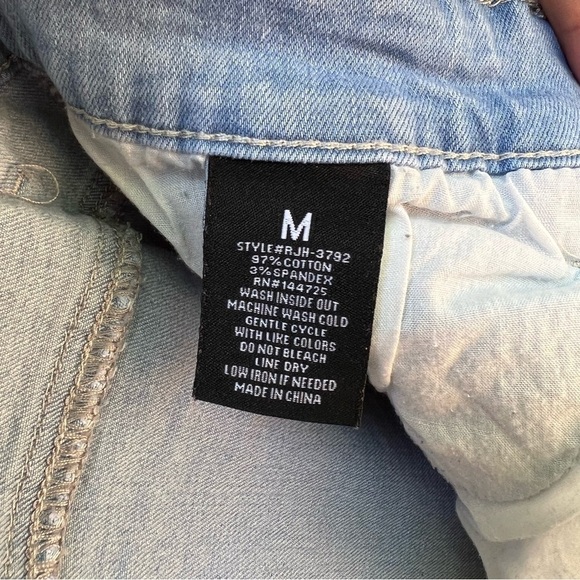 M
STYLE#RJH-3792
97% COTTON
3% SPANDEX
RN#144725
WASH INSIDE OUT
MACHINE WASH COLD
GENTLE CYCLE
WITH LIKE COLORS
DO NOT BLEACH
LINE DRY
LOW IRON IF NEEDED
MADE IN CHINA